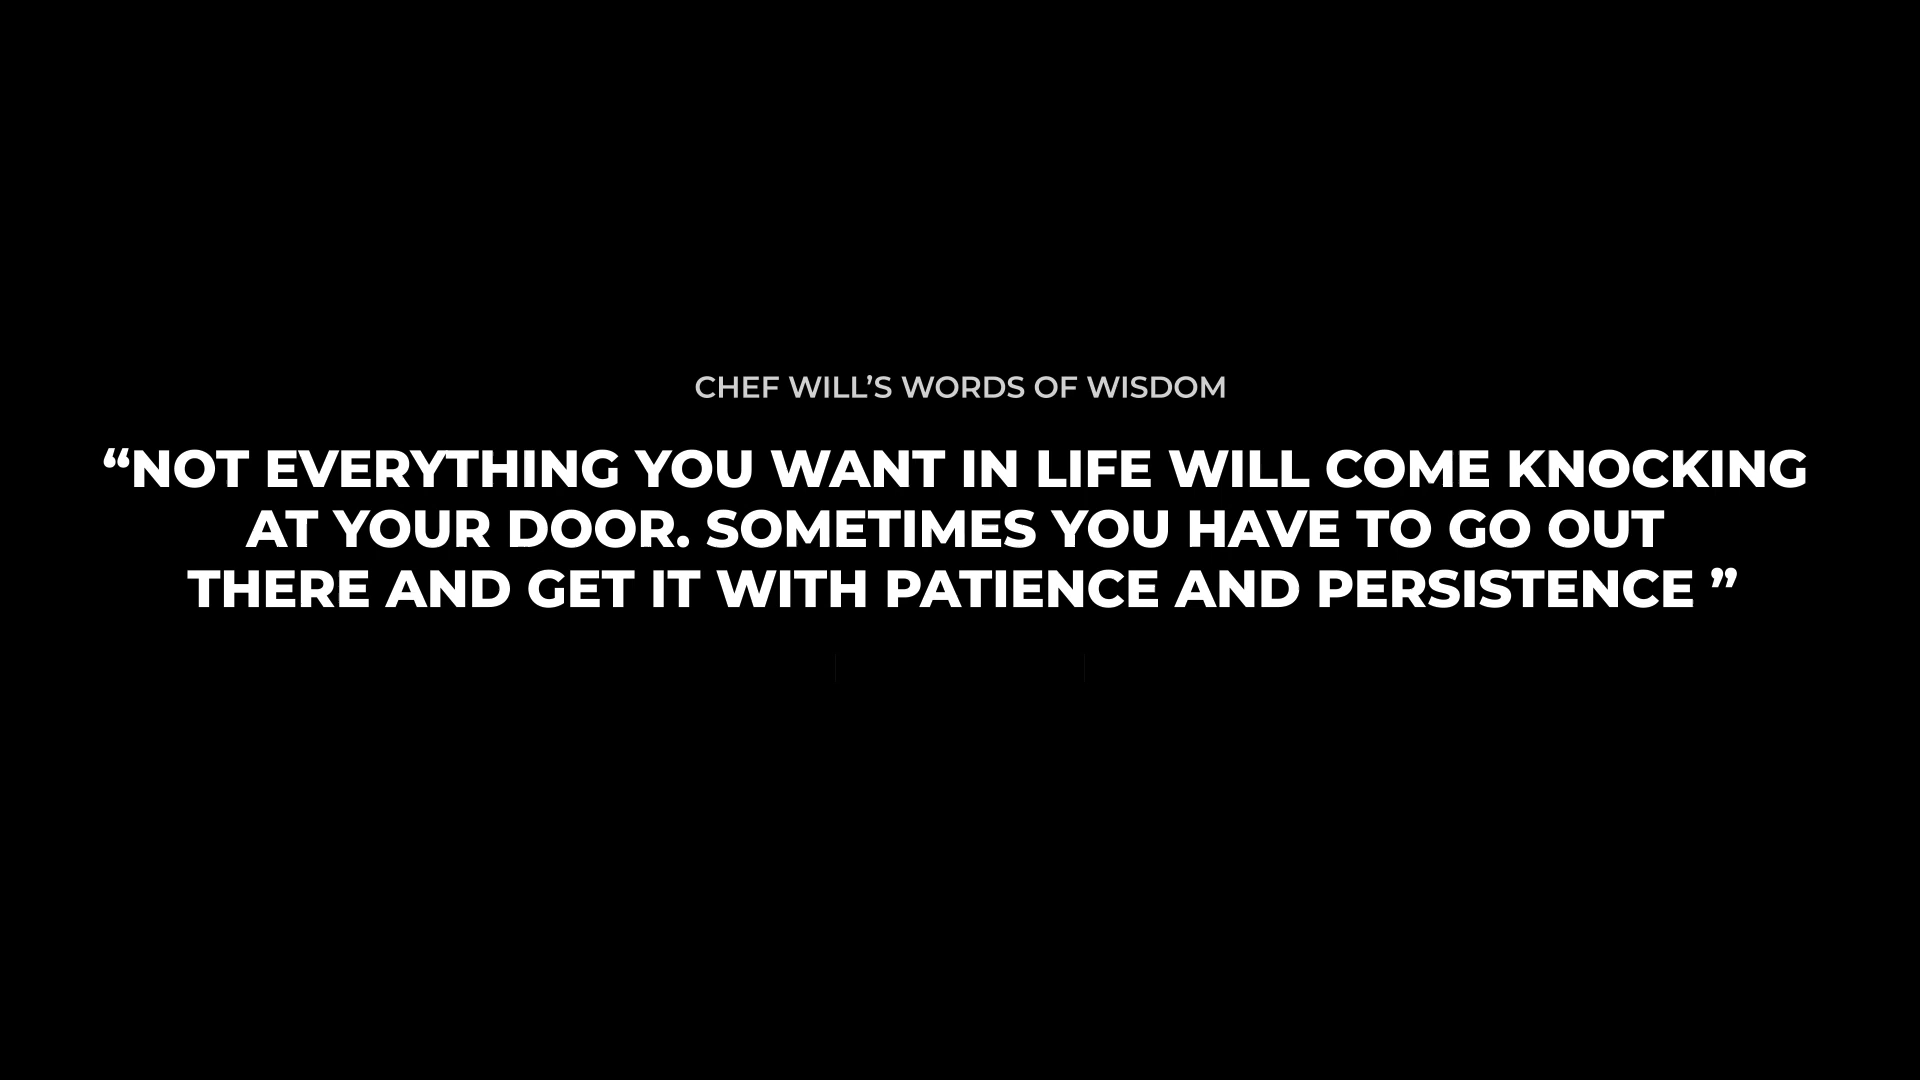 CHEF WILL’S WORDS OF WISDOM
“NOT EVERYTHING YOU WANT IN LIFE WILL COME KNOCKING
AT YOUR DOOR. SOMETIMES YOU HAVE TO GO OUT
THERE AND GET IT WITH PATIENCE AND PERSISTENCE ”